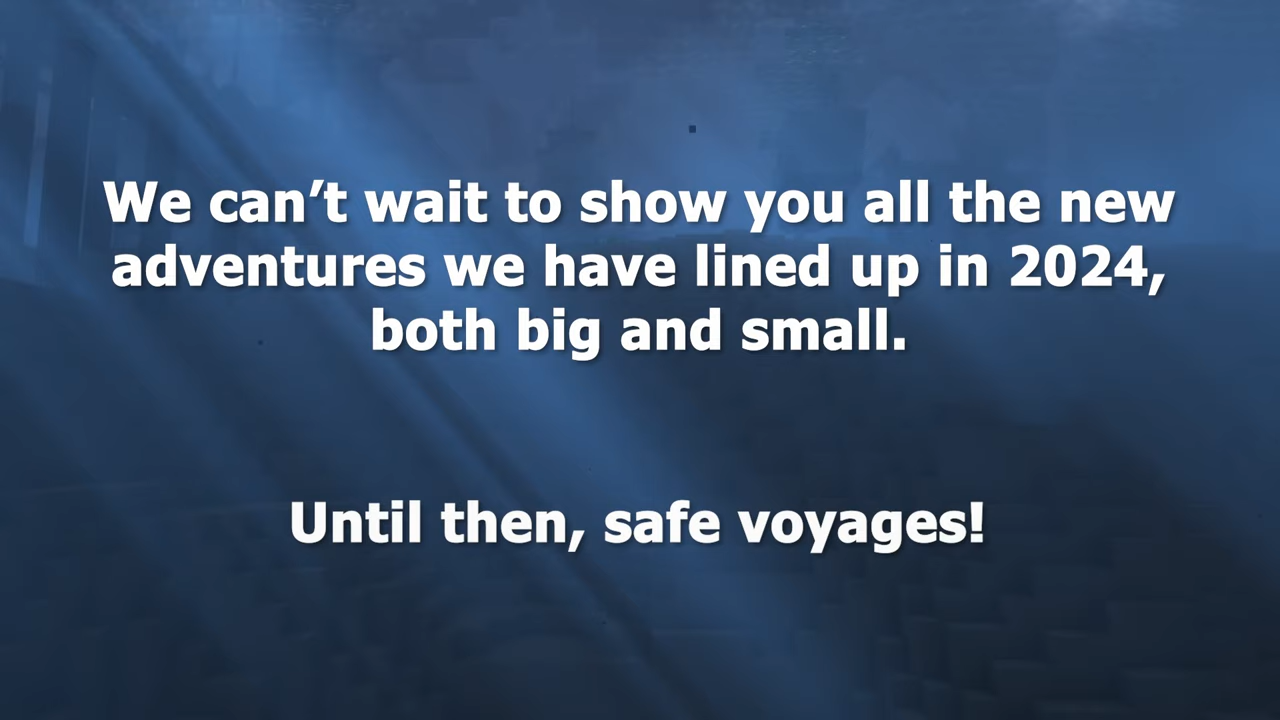 We can’t wait to show you all the new
adventures we have lined up in 2024,
both big and small.
Until then, safe voyages!